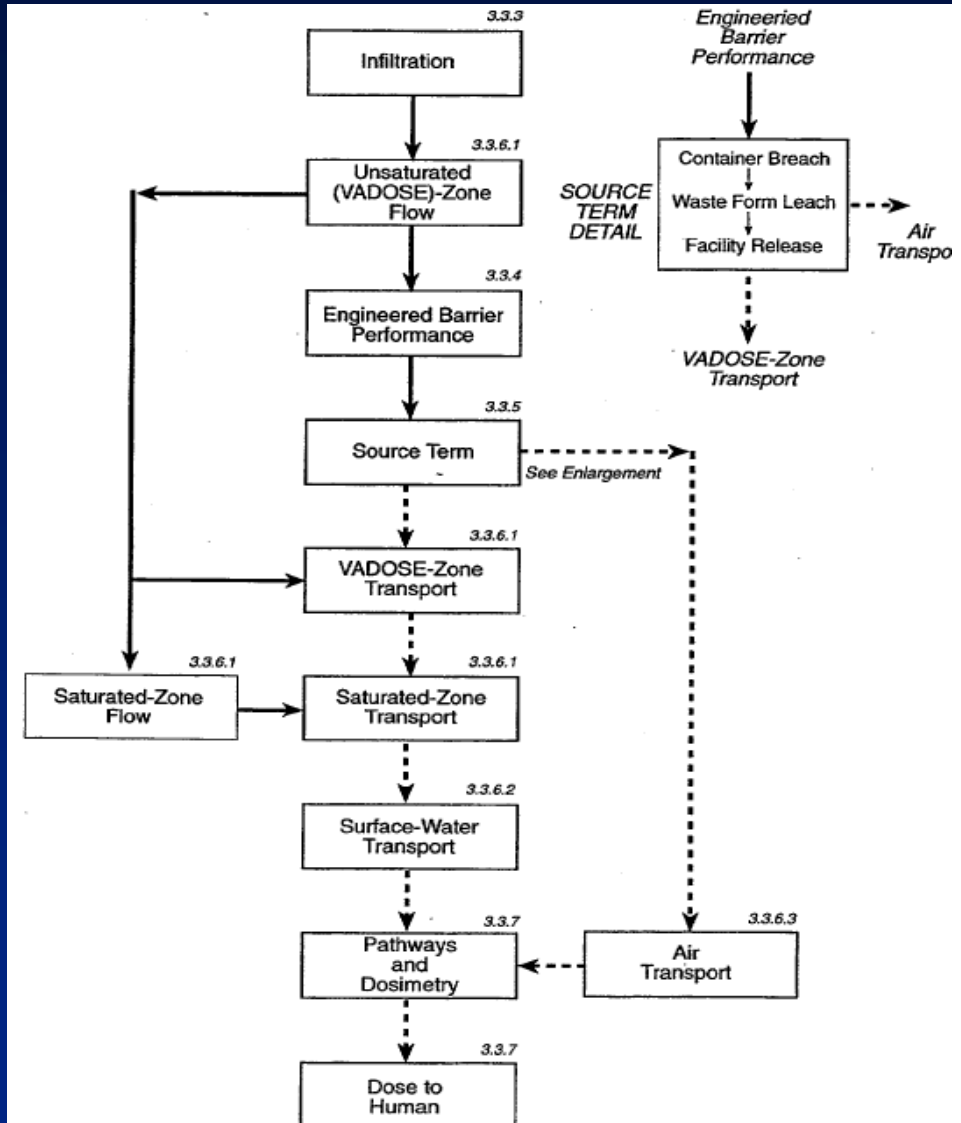 3.3.3
Infiltration
3.3.6.1
Unsaturated
(VADOSE)-Zone
Flow
3.3.4
Engineered Barrier
Performance
3.3.5
Source Term
See Enlargement
3.3.6.1
VADOSE-Zone
Transport
3.3.6.1
Saturated-Zone
Flow
3.3.6.1
Saturated-Zone
Transport
3.3.6.2
Surface-Water
Transport
3.3.7
Pathways
and
Dosimetry
3.3.6.3
Air
Transport
3.3.7
Dose to
Human
Engineeried
Barrier
Performance
SOURCE
TERM
DETAIL
Container Breach
Waste Form Leach
Facility Release
Air
Transpo
VADOSE-Zone
Transport